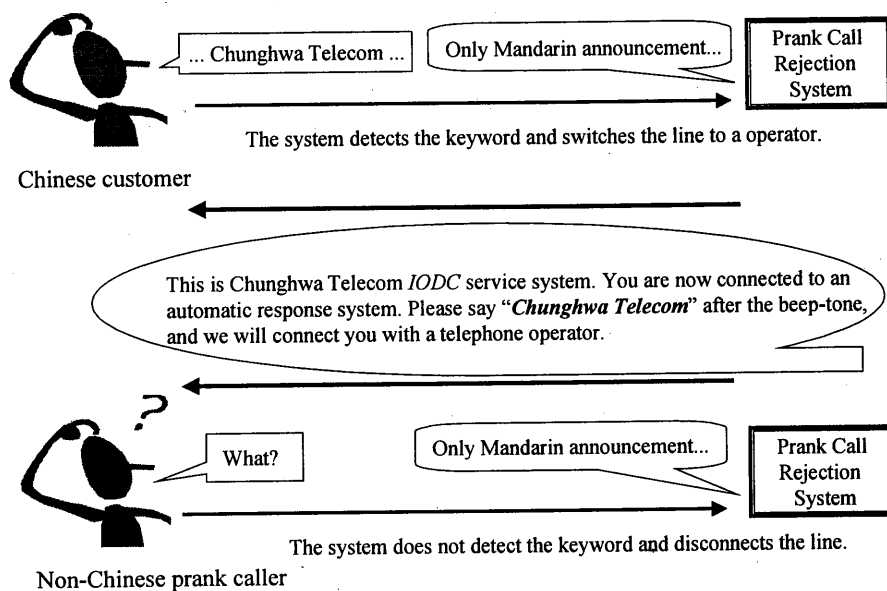 ... Chunghwa Telecom ...
Only Mandarin announcement...
Prank Call
Rejection
System
The system detects the keyword and switches the line to a operator.
Chinese customer
This is Chunghwa Telecom IODC service system. You are now connected to an
automatic response system. Please say “Chunghwa Telecom” after the beep-tone,
and we will connect you with a telephone operator.
?
What?
Only Mandarin announcement...
Prank Call
Rejection
System
The system does not detect the keyword and disconnects the line.
Non-Chinese prank caller